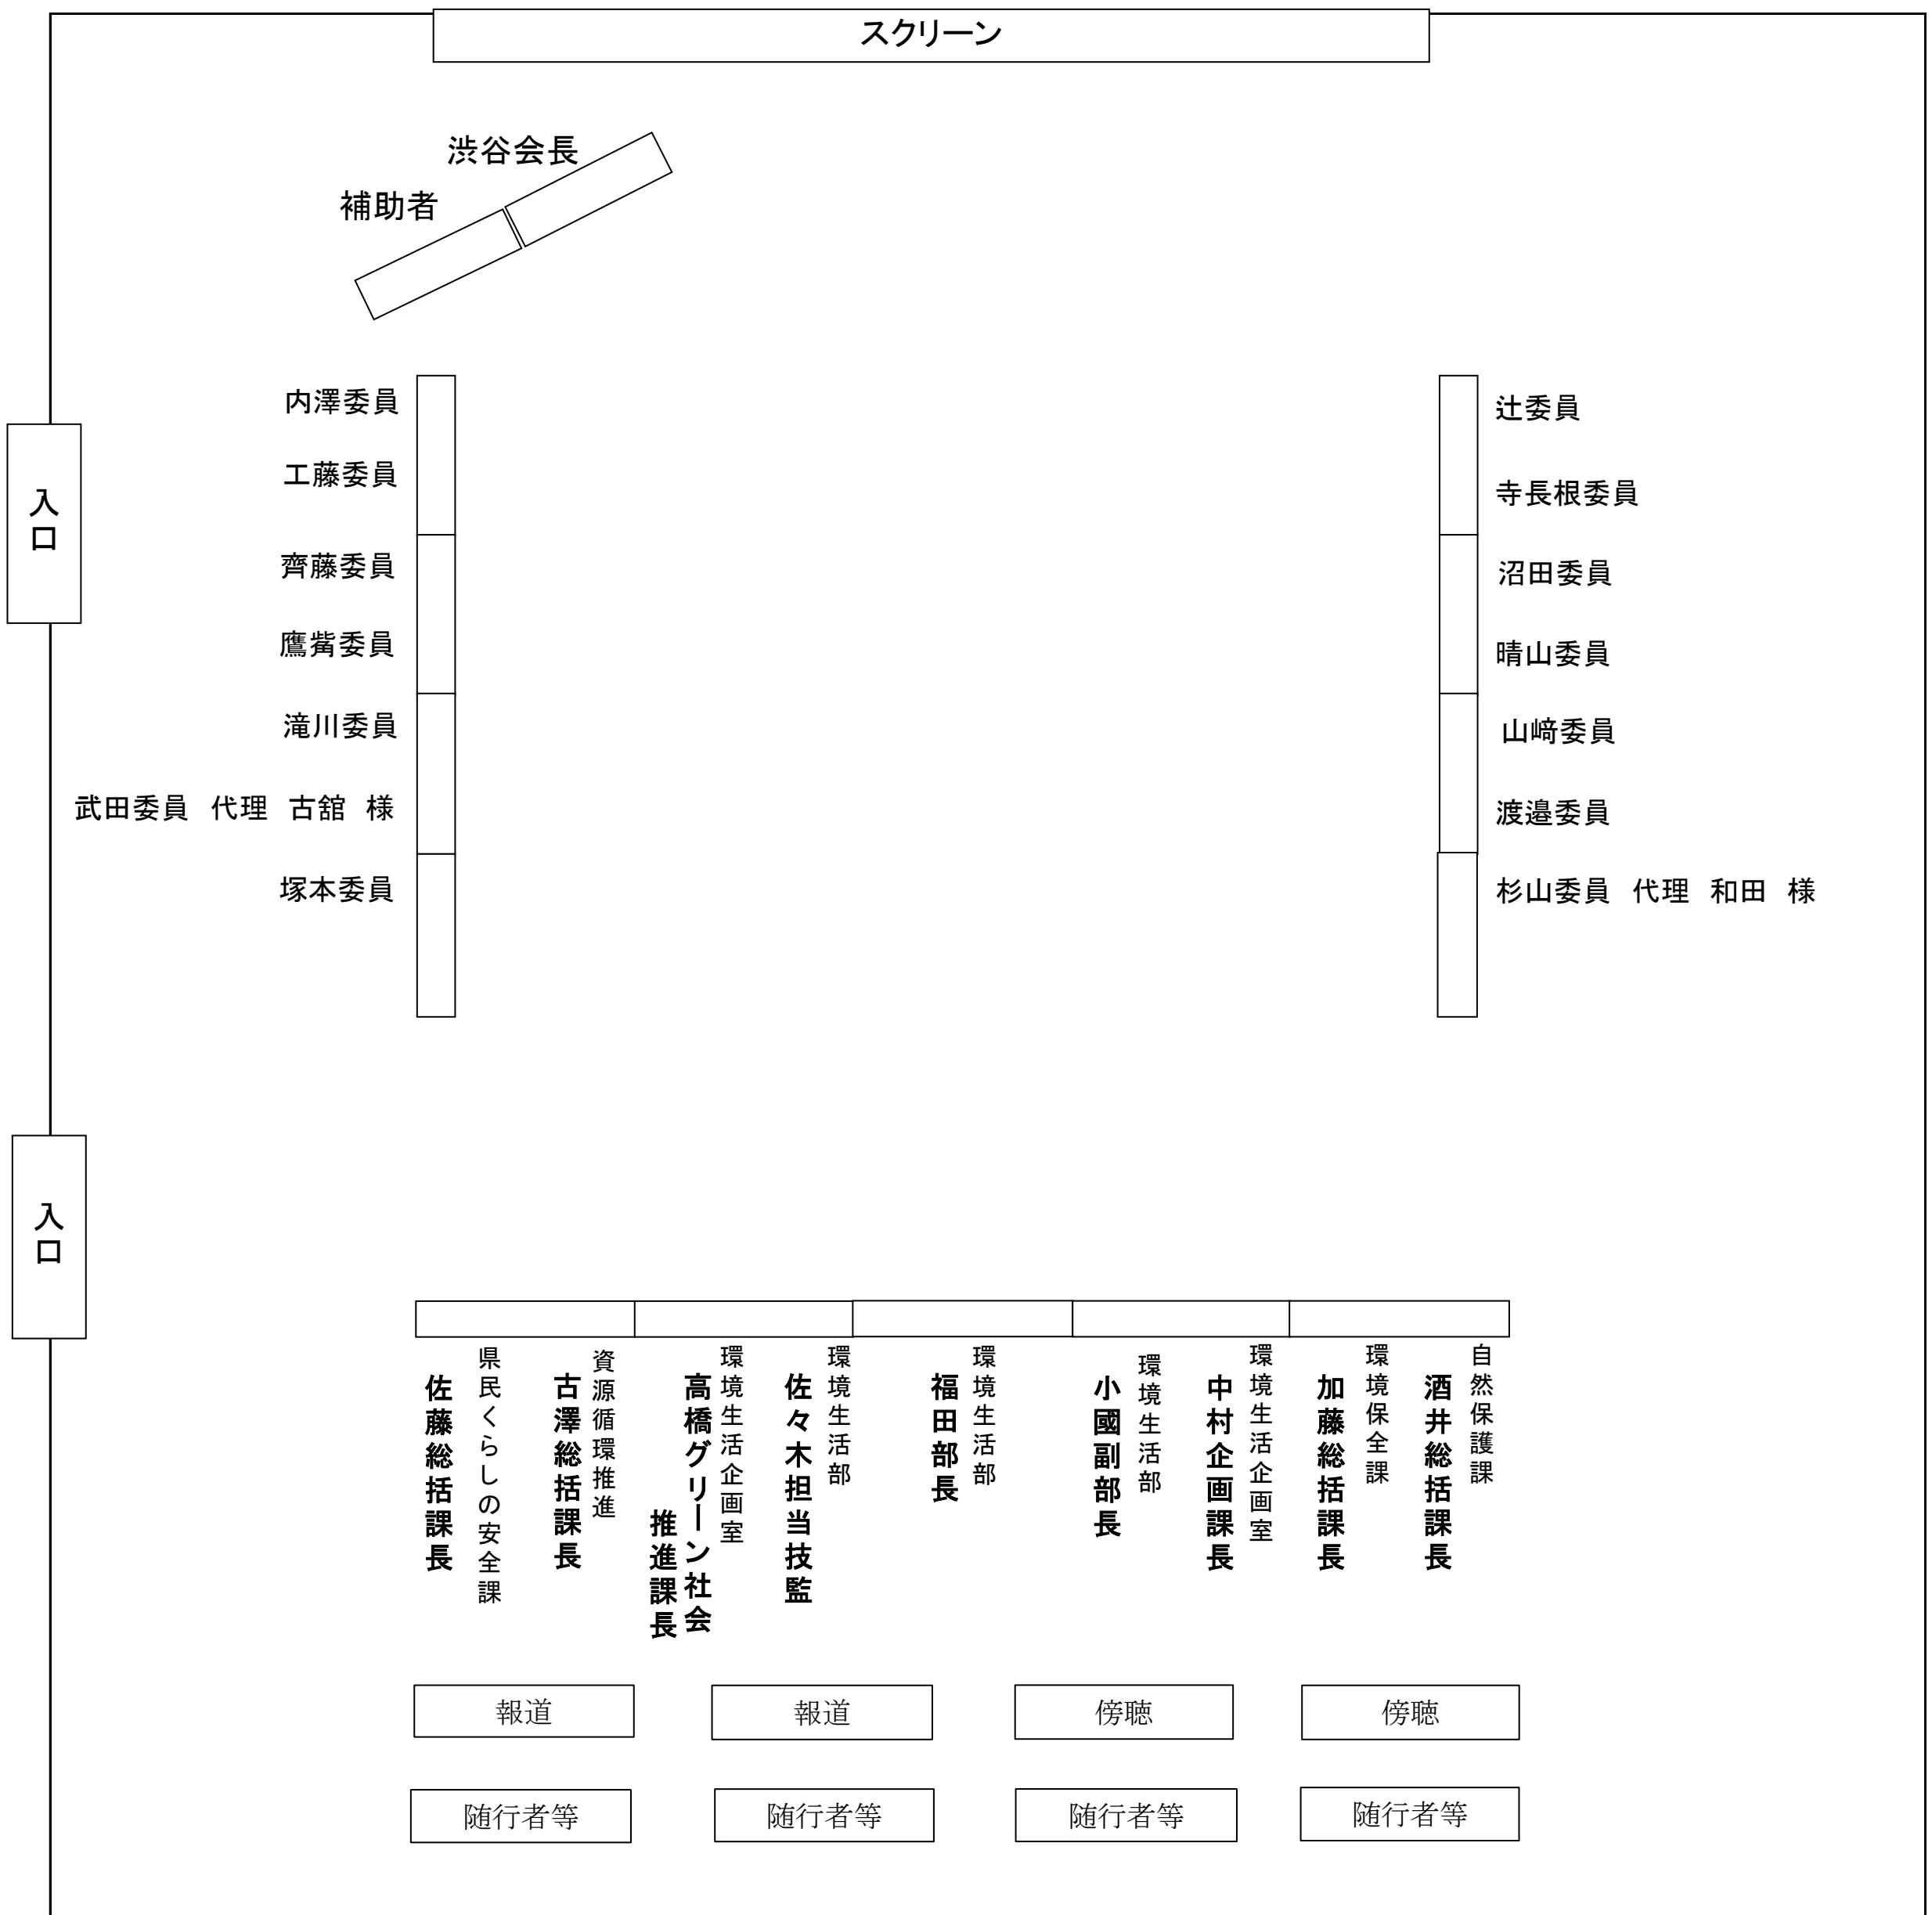 スクリーン
渋谷会長
補助者
内澤委員
工藤委員
齊藤委員
鷹觜委員
滝川委員
武田委員 代理 古舘 様
塚本委員
辻委員
寺長根委員
沼田委員
晴山委員
山﨑委員
渡邉委員
杉山委員 代理 和田 様
入口
入口
県民くらしの安全課
佐藤総括課長
資源循環推進
古澤総括課長
環境生活企画室
高橋グリーン社会
推進課長
環境生活部
佐々木担当技監
環境生活部
福田部長
環境生活部
小國副部長
環境生活企画室
中村企画課長
環境保全課
加藤総括課長
自然保護課
酒井総括課長
報道
報道
傍聴
傍聴
随行者等
随行者等
随行者等
随行者等